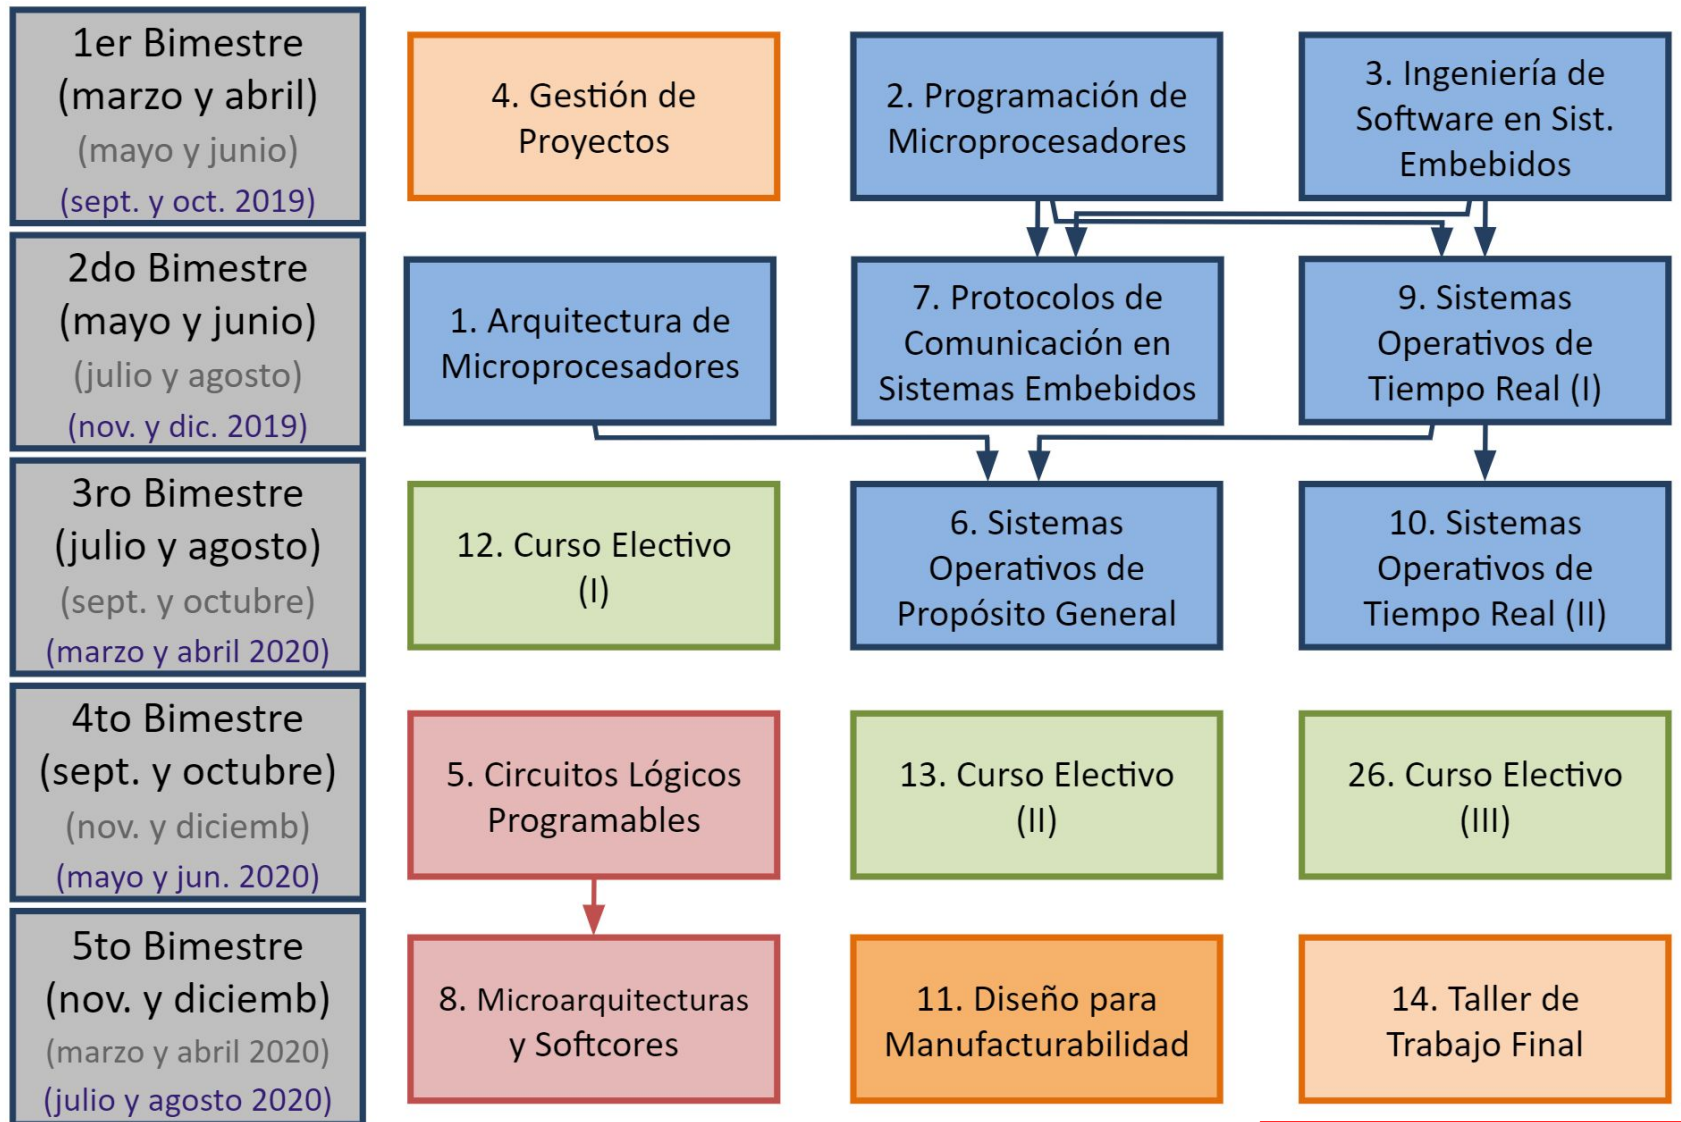 1er Bimestre
(marzo y abril)
(mayo y junio)
(sept. y oct. 2019)
4. Gestión de
Proyectos
2. Programación de
Microprocesadores
3. Ingeniería de
Software en Sist.
Embebidos
2do Bimestre
(mayo y junio)
(julio y agosto)
(nov. y dic. 2019)
1. Arquitectura de
Microprocesadores
7. Protocolos de
Comunicación en
Sistemas Embebidos
9. Sistemas
Operativos de
Tiempo Real (I)
3ro Bimestre
(julio y agosto)
(sept. y octubre)
(marzo y abril 2020)
12. Curso Electivo
(I)
6. Sistemas
Operativos de
Propósito General
10. Sistemas
Operativos de
Tiempo Real (II)
4to Bimestre
(sept. y octubre)
(nov. y diciemb)
(mayo y jun. 2020)
5. Circuitos Lógicos
Programables
13. Curso Electivo
(II)
26. Curso Electivo
(III)
5to Bimestre
(nov. y diciemb)
(marzo y abril 2020)
(julio y agosto 2020)
8. Microarquitecturas
y Softcores
11. Diseño para
Manufacturabilidad
14. Taller de
Trabajo Final